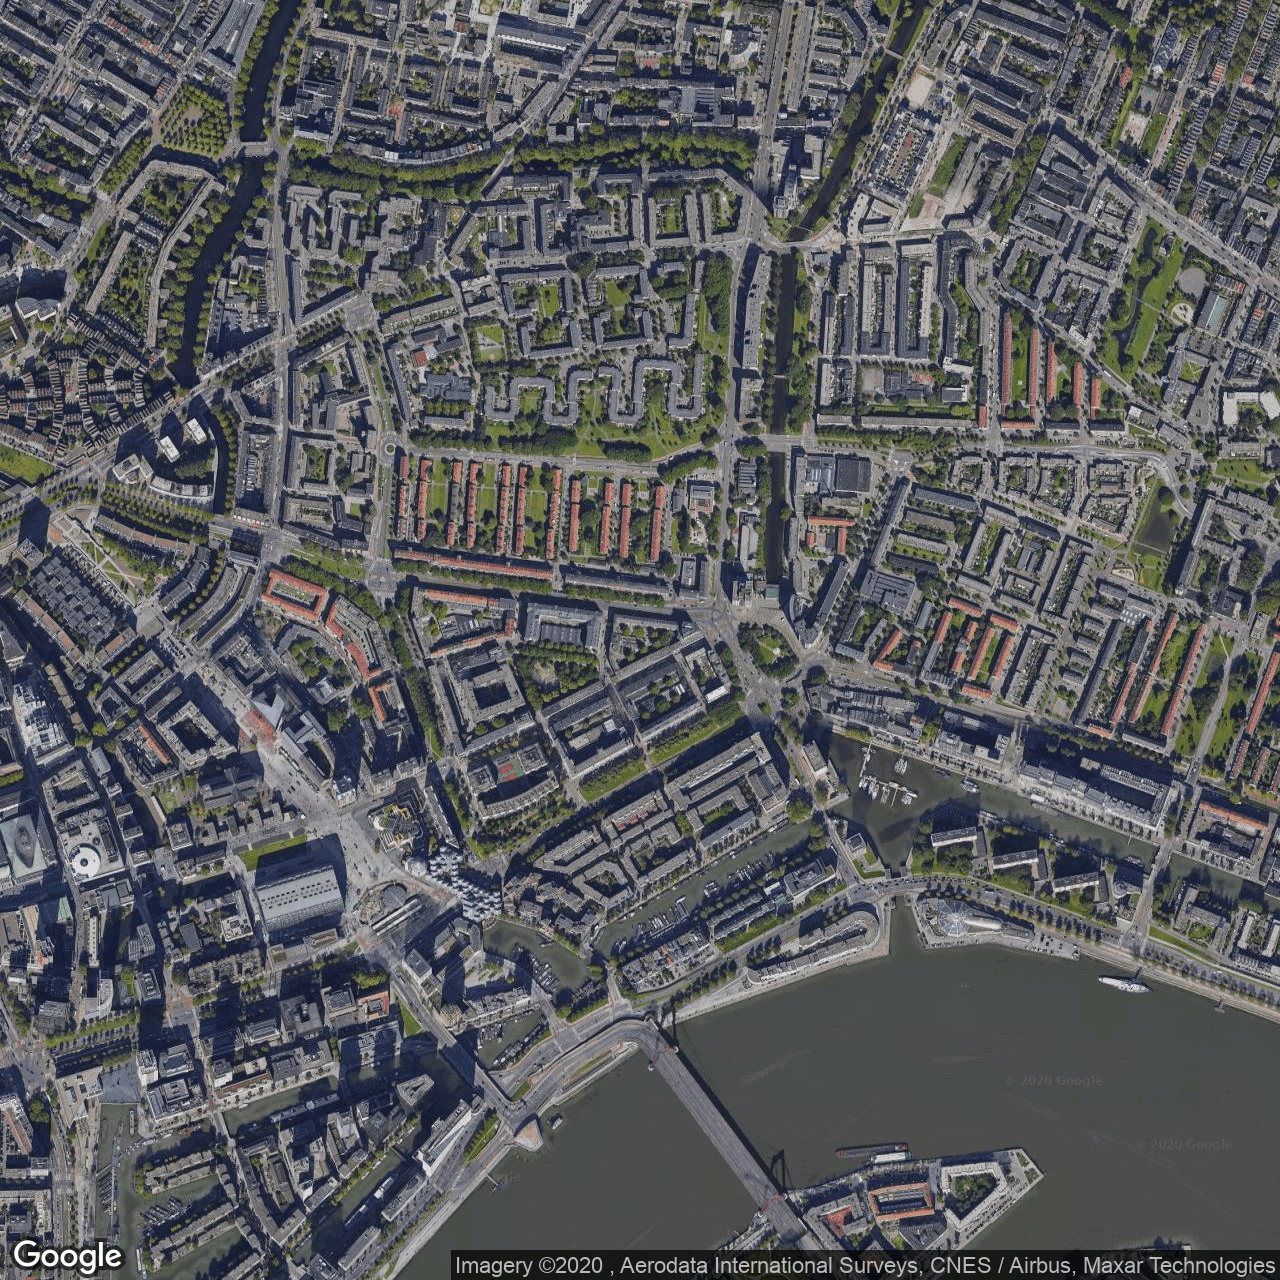 © 2020 Google
© 2020 Google
Google
Imagery ©2020 , Aerodata International Surveys, CNES / Airbus, Maxar Technologies